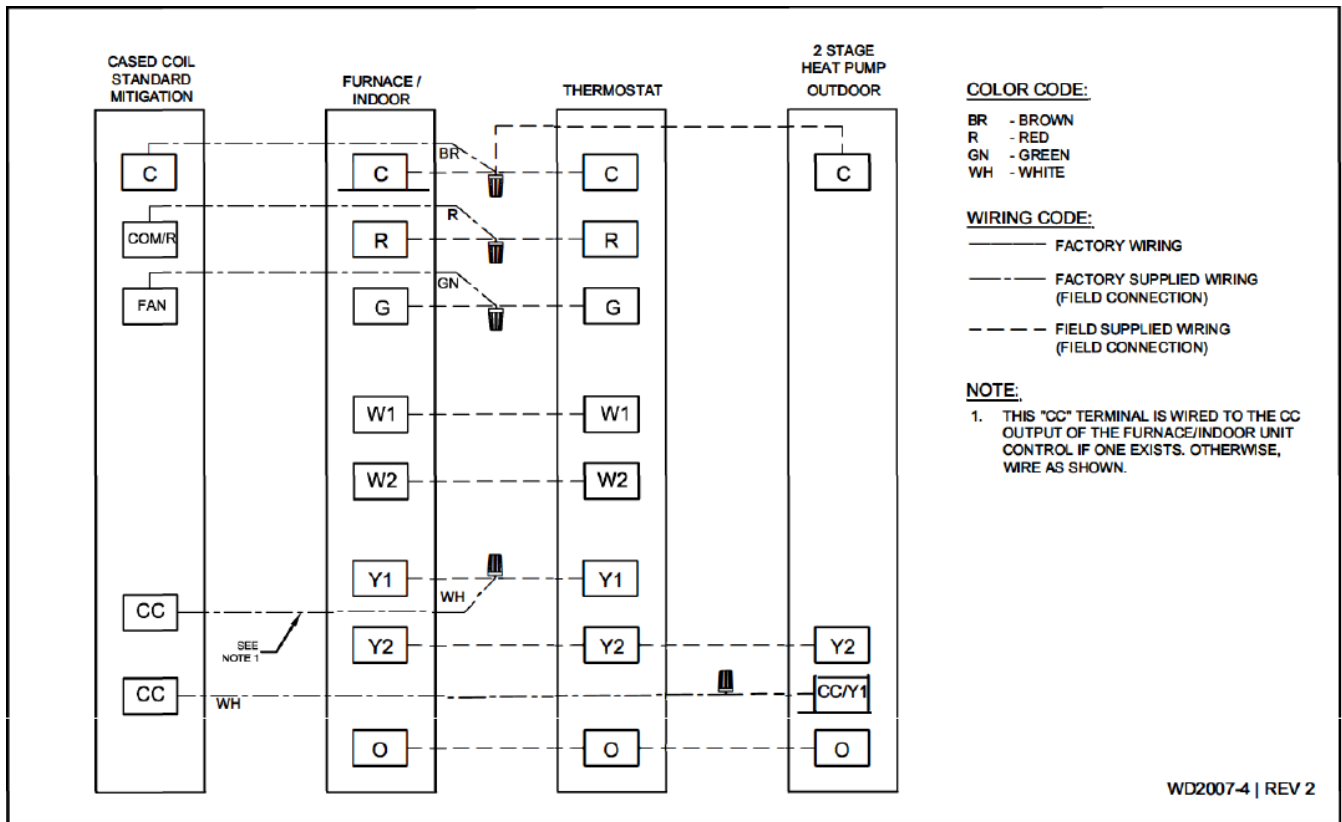 CASED COIL
STANDARD
MITIGATION
FURNACE /
INDOOR
THERMOSTAT
2 STAGE
HEAT PUMP
OUTDOOR
C
BR
C
C
C
COM/R
R
R
R
FAN
GN
G
G
W1
W1
W2
W2
Y1
Y1
CC
WH
SEE
NOTE 1
Y2
Y2
Y2
CC
WH
CC/Y1
O
O
O
COLOR CODE:
BR - BROWN
R - RED
GN - GREEN
WH - WHITE
WIRING CODE:
FACTORY WIRING
FACTORY SUPPLIED WIRING
(FIELD CONNECTION)
FIELD SUPPLIED WIRING
(FIELD CONNECTION)
NOTE:
1. THIS "CC" TERMINAL IS WIRED TO THE CC
OUTPUT OF THE FURNACE/INDOOR UNIT
CONTROL IF ONE EXISTS. OTHERWISE,
WIRE AS SHOWN.
WD2007-4 | REV 2